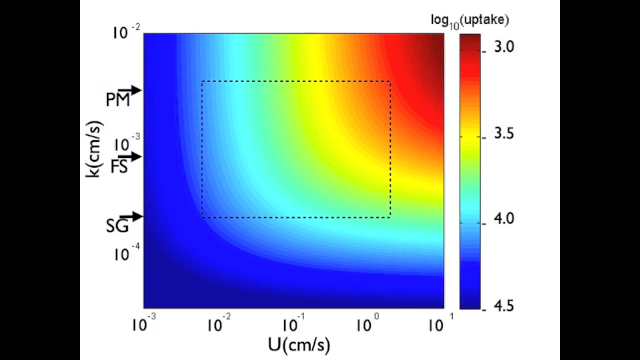 log10(uptake)
10-2
PM
10-3
FS
SG
10-4
k(cm/s)
3.0
3.5
4.0
4.5
10-3
10-2
10-1
100
101
U(cm/s)